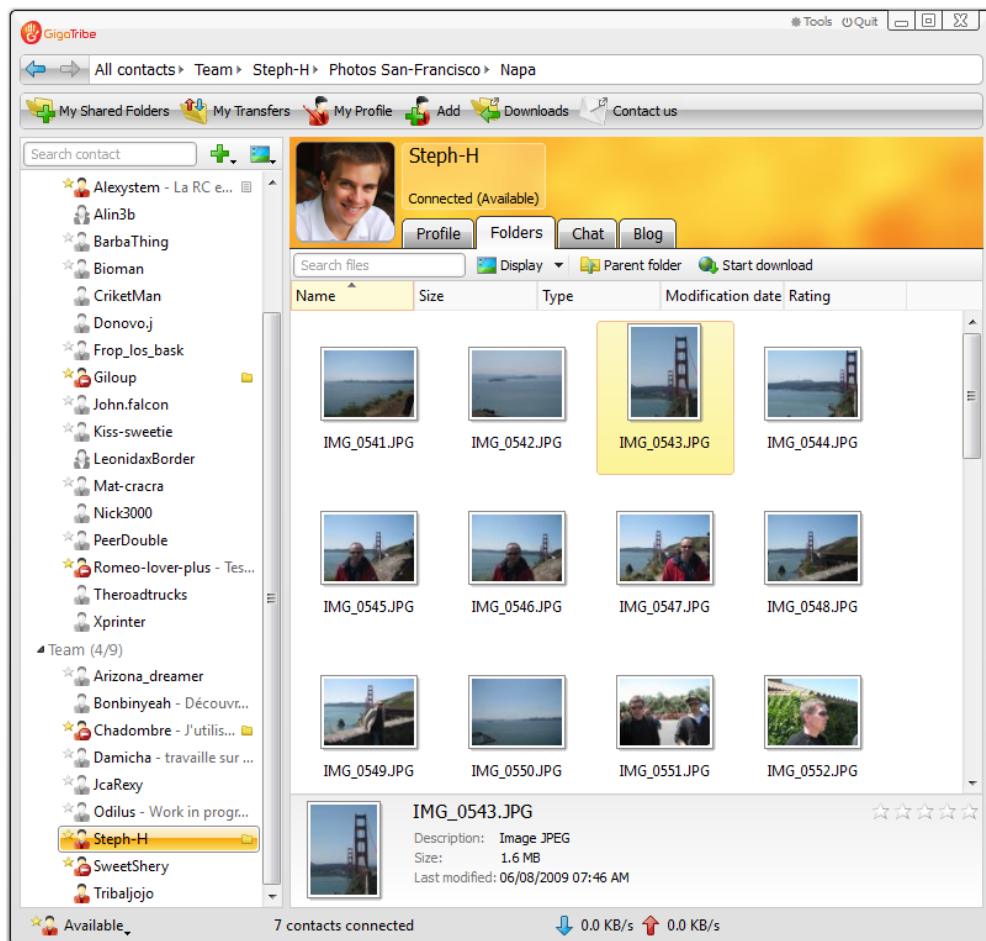 Tools Quit
GigaTribe
All contacts Team Steph-H Photos San-Francisco Napa
My Shared Folders My Transfers My Profile Add Downloads Contact us
Search contact
Alexystem - La RC e...
Alin3b
BarbaThing
Bioman
CriketMan
Donovo.j
Frop_los_bask
Giloup
John.falcon
Kiss-sweetie
LeonidaxBorder
Mat-cracra
Nick3000
PeerDouble
Romeo-lover-plus - Tes...
Theroadtrucks
Xprinter
Team (4/9)
Arizona_dreamer
Bonbinyeah - Découvr...
Chadombre - J'utilis...
Damicha - travaille sur ...
JcaRexy
Odilus - Work in progr...
Steph-H
SweetShery
Tribaljojo
Steph-H
Connected (Available)
Profile Folders Chat Blog
Search files Display Parent folder Start download
Name Size Type Modification date Rating
IMG_0541.JPG IMG_0542.JPG IMG_0543.JPG IMG_0544.JPG
IMG_0545.JPG IMG_0546.JPG IMG_0547.JPG IMG_0548.JPG
IMG_0549.JPG IMG_0550.JPG IMG_0551.JPG IMG_0552.JPG
IMG_0543.JPG
Description: Image JPEG
Size: 1.6 MB
Last modified: 06/08/2009 07:46 AM
Available 7 contacts connected 0.0 KB/s 0.0 KB/s